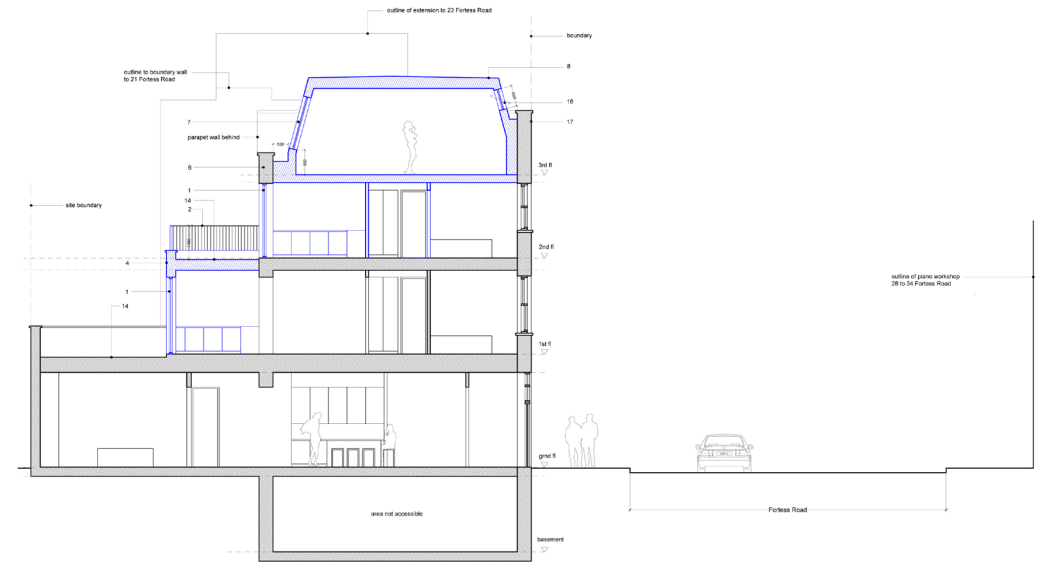 outline of extension to 23 Fortess Road
boundary
8
outline to boundary wall
to 21 Fortess Road
16
7
17
parapet wall behind
500
6
3rd fl
1
14
2
site boundary
2nd fl
4
outline of piano workshop
28 to 34 Fortess Road
1
14
1st fl
grnd fl
Fortess Road
area not accessible
basement